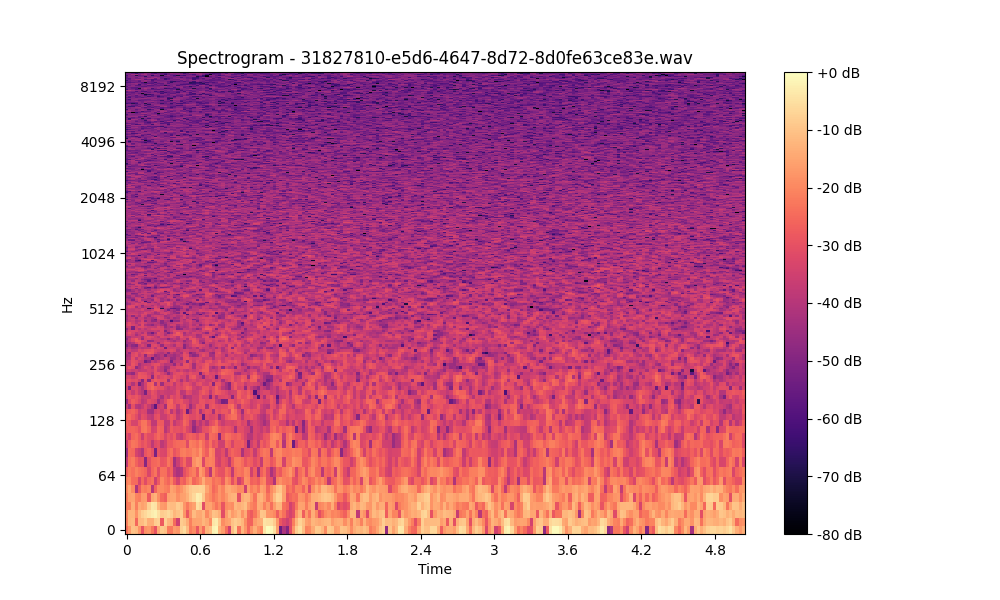 Spectrogram - 31827810-e5d6-4647-8d72-8d0fe63ce83e.wav
Hz
8192
4096
2048
1024
512
256
128
64
0
0 0.6 1.2 1.8 2.4 3 3.6 4.2 4.8
Time
+0 dB
-10 dB
-20 dB
-30 dB
-40 dB
-50 dB
-60 dB
-70 dB
-80 dB